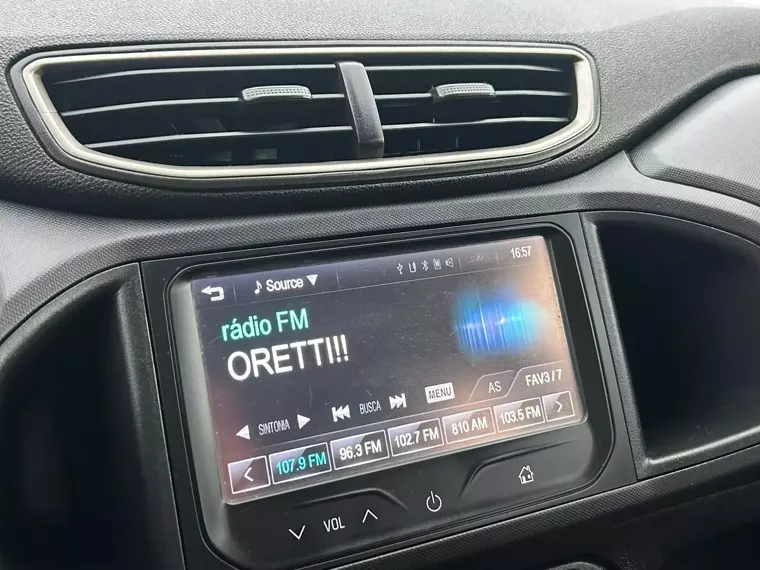 16:57
Source
rádio FM
ORETTI!!
SINTONIA BUSCA MENU AS FAV3 / 7
107.9 FM 96.3 FM 102.7 FM 810 AM 103.5 FM
VOL